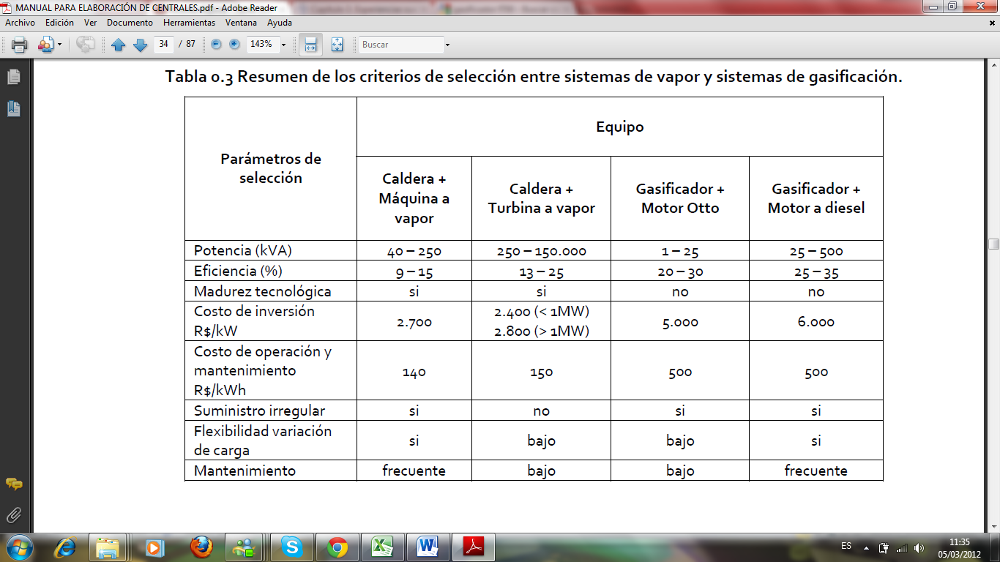 MANUAL PARA ELABORACIÓN DE CENTRALES.pdf - Adobe Reader
Archivo Edición Ver Documento Herramientas Ventana Ayuda
34 / 87 143% Buscar
Tabla 0.3 Resumen de los criterios de selección entre sistemas de vapor y sistemas de gasificación.
Parámetros de
selección
Equipo
Caldera +
Máquina a
vapor
Caldera +
Turbina a vapor
Gasificador +
Motor Otto
Gasificador +
Motor a diesel
Potencia (kVA) 40 – 250 250 – 150.000 1 – 25 25 – 500
Eficiencia (%) 9 – 15 13 – 25 20 – 30 25 – 35
Madurez tecnológica si si no no
Costo de inversión
R$/kW
2.700
2.400 (< 1MW)
2.800 (> 1MW)
5.000
6.000
Costo de operación y
mantenimiento
R$/kWh
140 150 500 500
Suministro irregular si no si si
Flexibilidad variación
de carga
si bajo bajo si
Mantenimiento frecuente bajo bajo frecuente
ES
11:35
05/03/2012